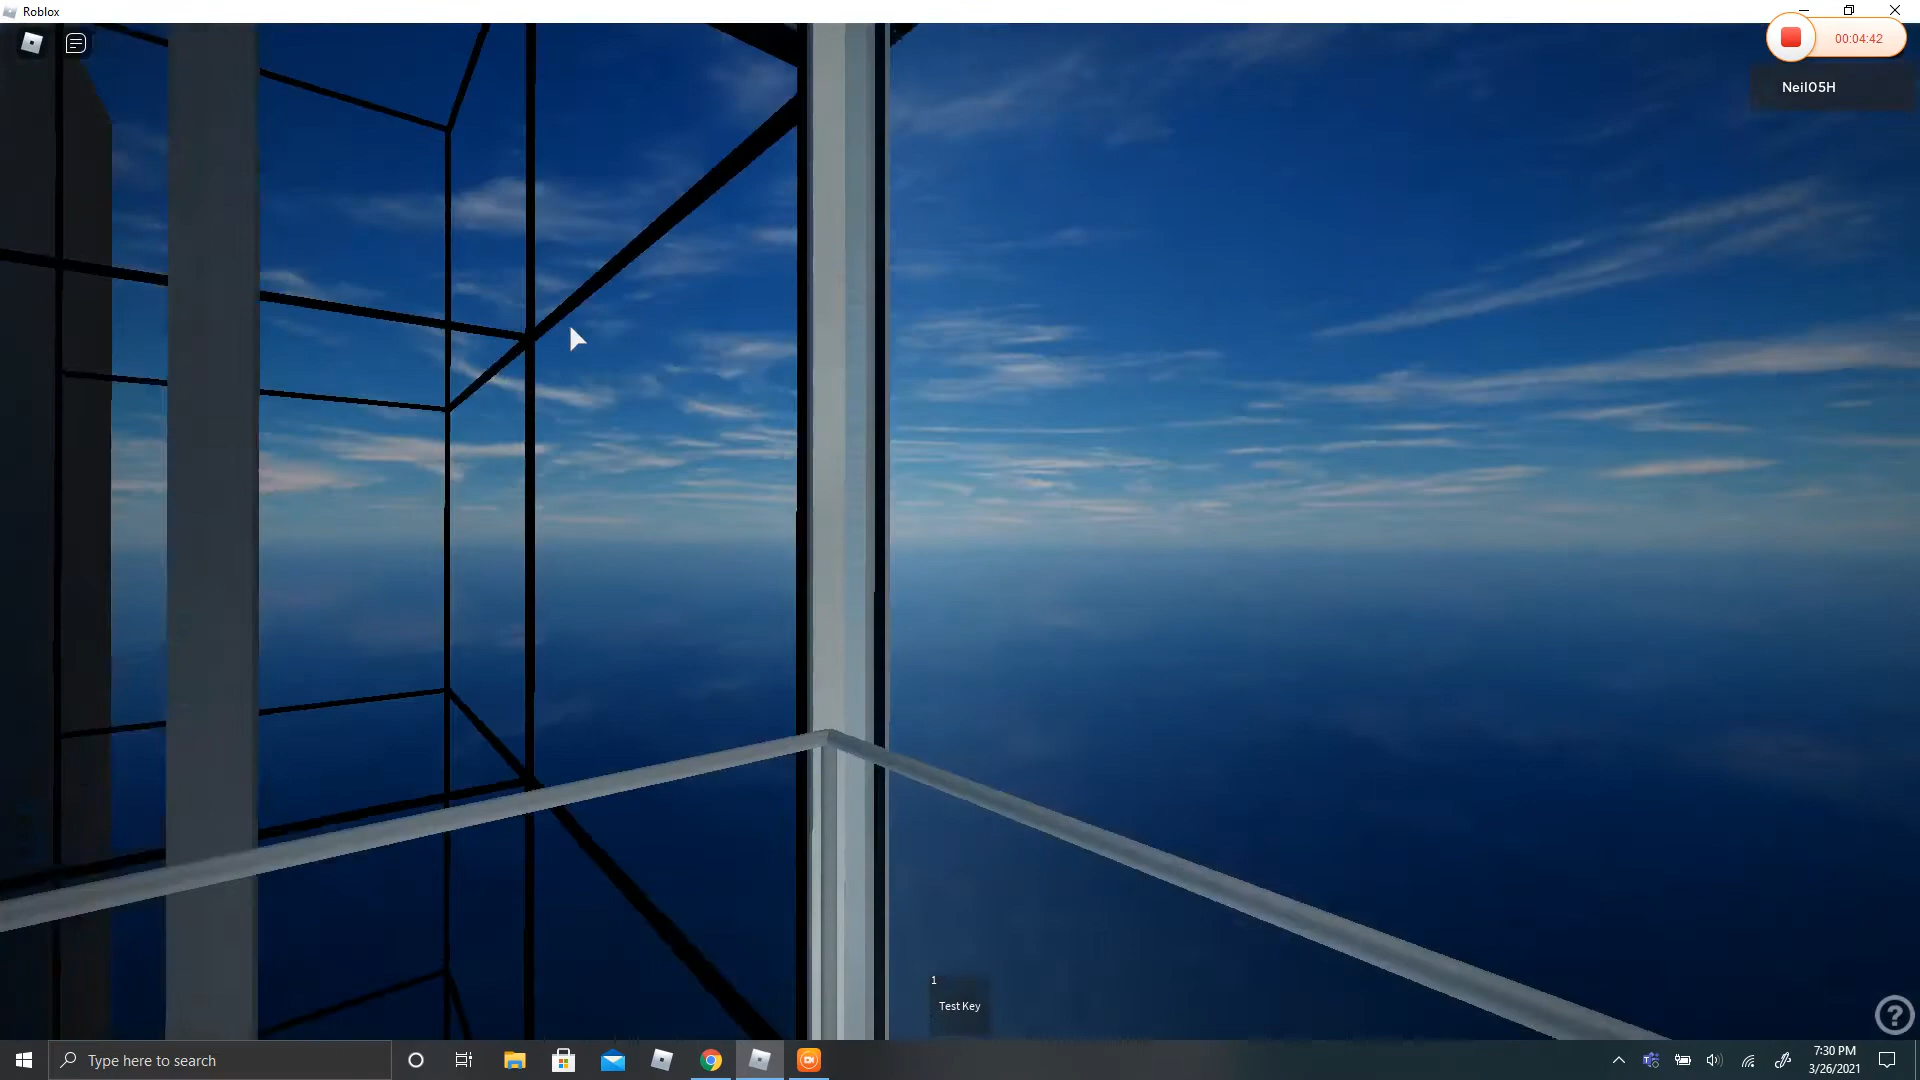 Roblox
00:04:42
Neil05H
1
Test Key
?
Type here to search
7:30 PM
3/26/2021